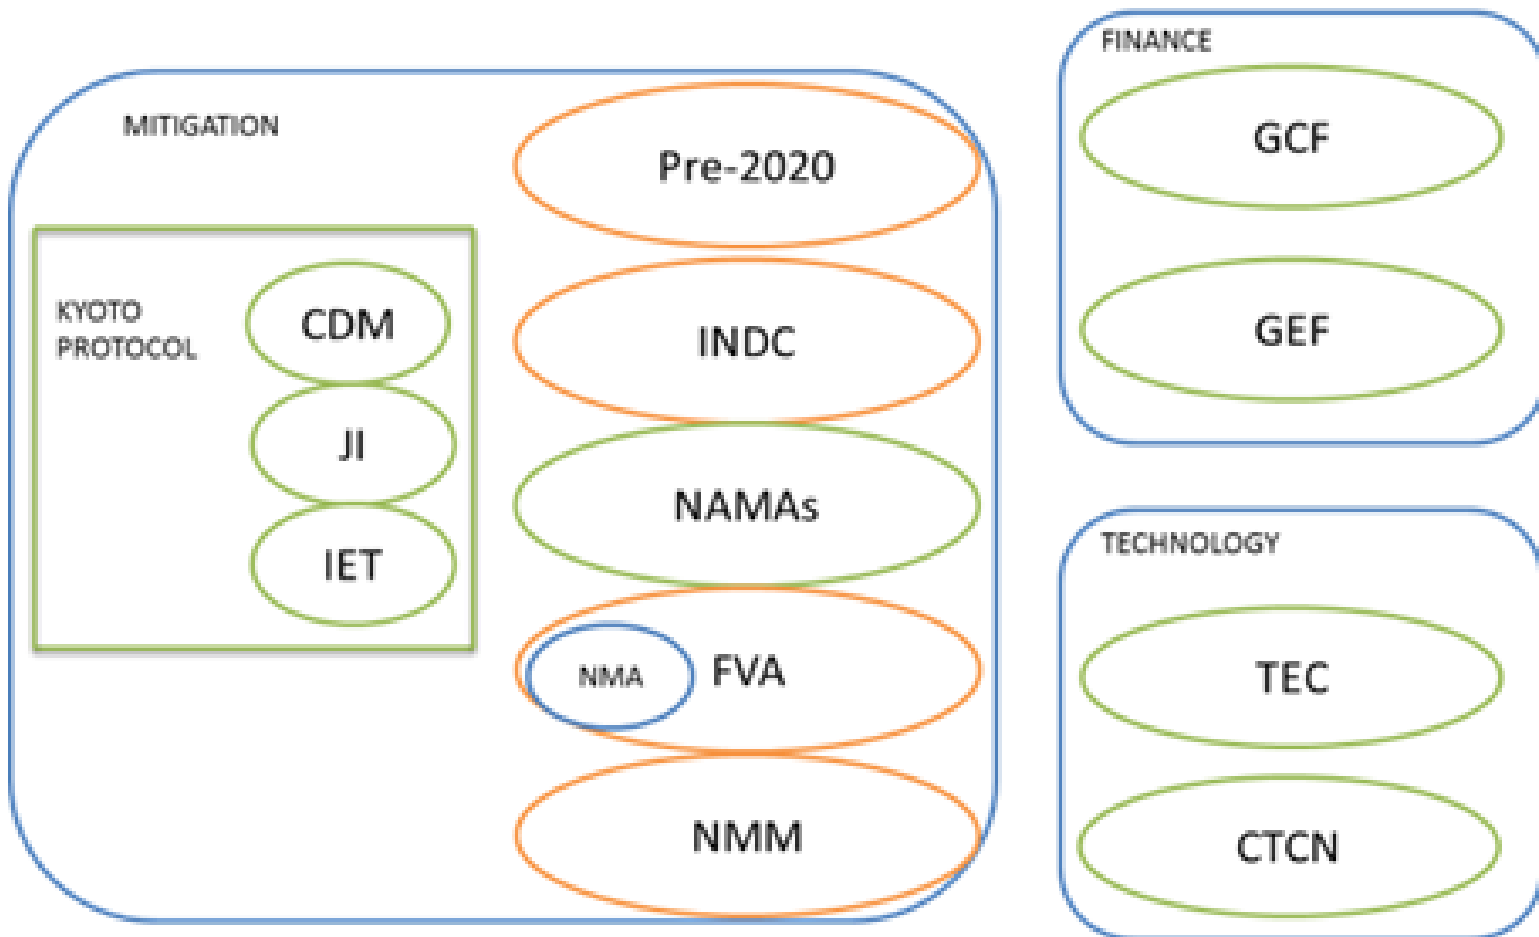 MITIGATION
KYOTO
PROTOCOL
CDM
JI
IET
Pre-2020
INDC
NAMAs
NMA
FVA
NMM
FINANCE
GCF
GEF
TECHNOLOGY
TEC
CTCN